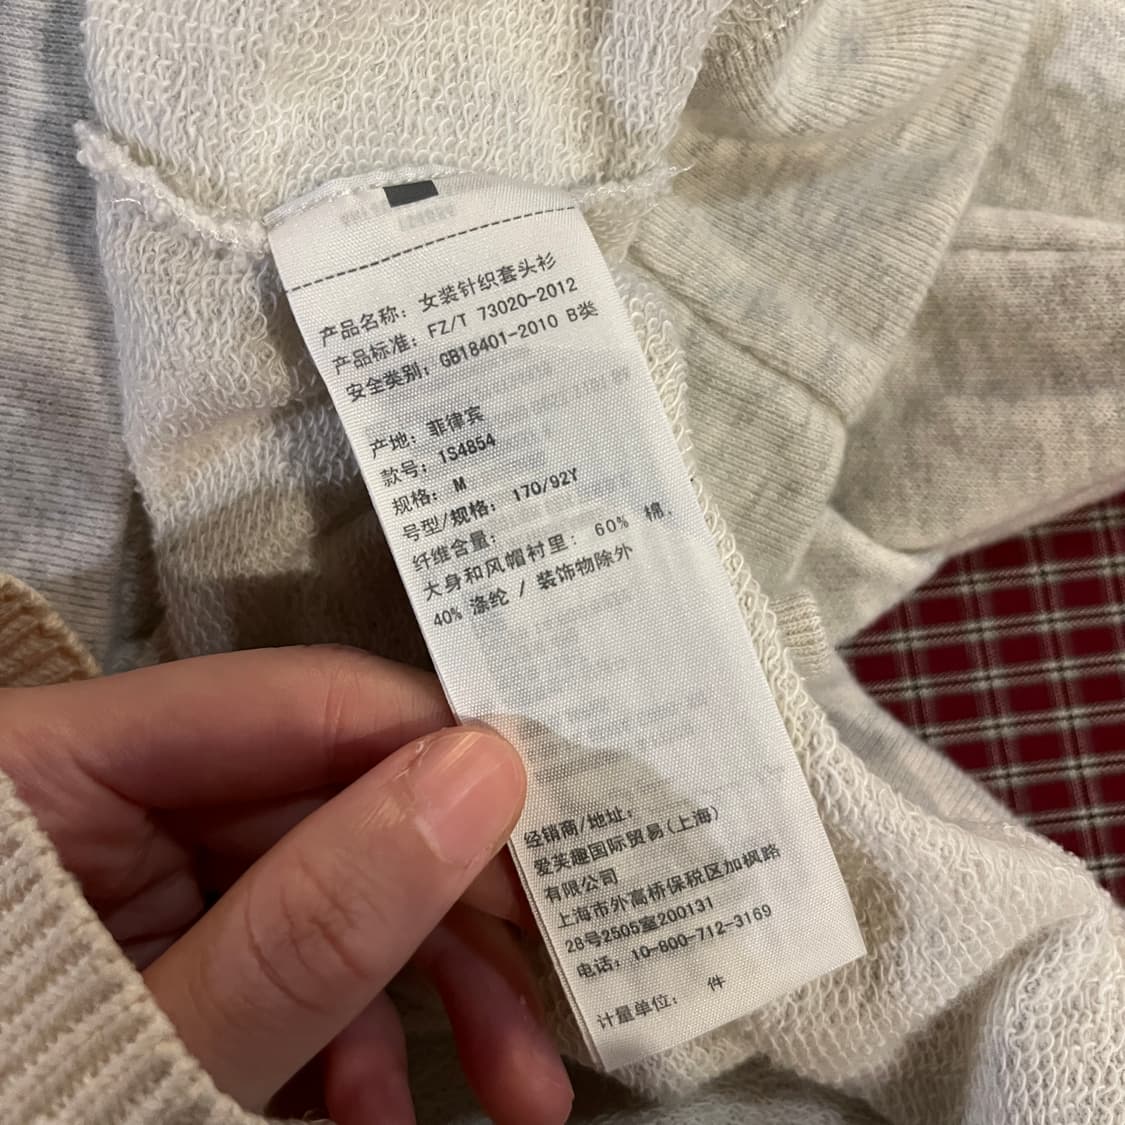 产品名称：女装针织套头衫
产品标准：FZ/T 73020-2012
安全类别：GB18401-2010 B类
产地：菲律宾
款号：1S4854
规格：M
号型/规格：170/92Y
纤维含量：
大身和风帽衬里：60% 棉，
40% 涤纶 / 装饰物除外
经销商/地址：
爱芙趣国际贸易(上海)
有限公司
上海市外高桥保税区加枫路
28号2505室200131
电话：10-800-712-3169
计量单位：件